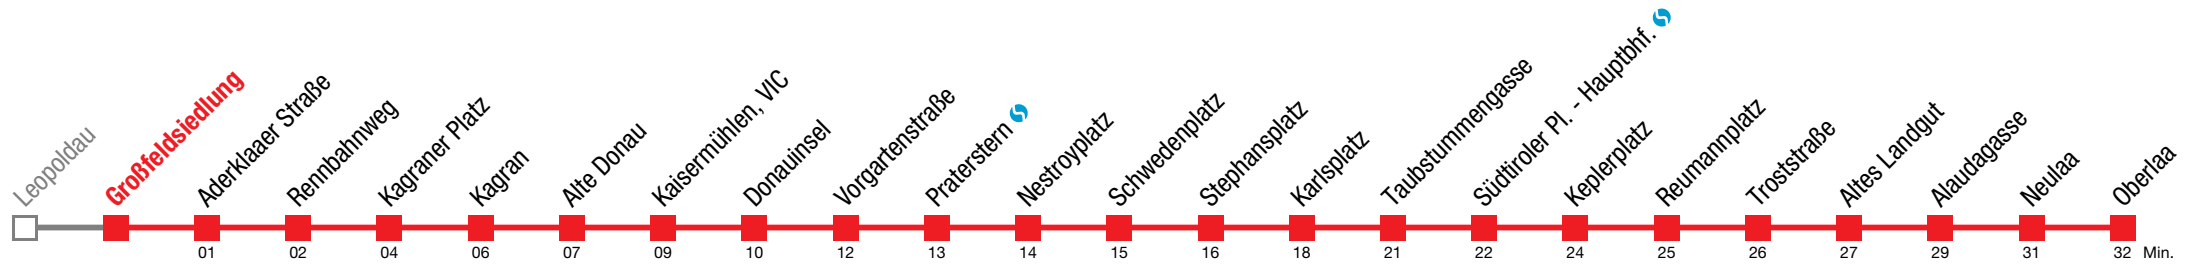 Leopoldau
Großfeldsiedlung
Aderklaaer Straße
Rennbahnweg
Kagraner Platz
Kagran
Alte Donau
Kaisermühlen, VIC
Donauinsel
Vorgartenstraße
Praterstern
Nestroyplatz
Schwedenplatz
Stephansplatz
Karlsplatz
Taubstummengasse
Südtiroler Pl. - Hauptbhf.
Keplerplatz
Reumannplatz
Troststraße
Altes Landgut
Alaudagasse
Neulaa
Oberlaa
01 02 04 06 07 09 10 12 13 14 15 16 18 21 22 24 25 26 27 29 31 32 Min.